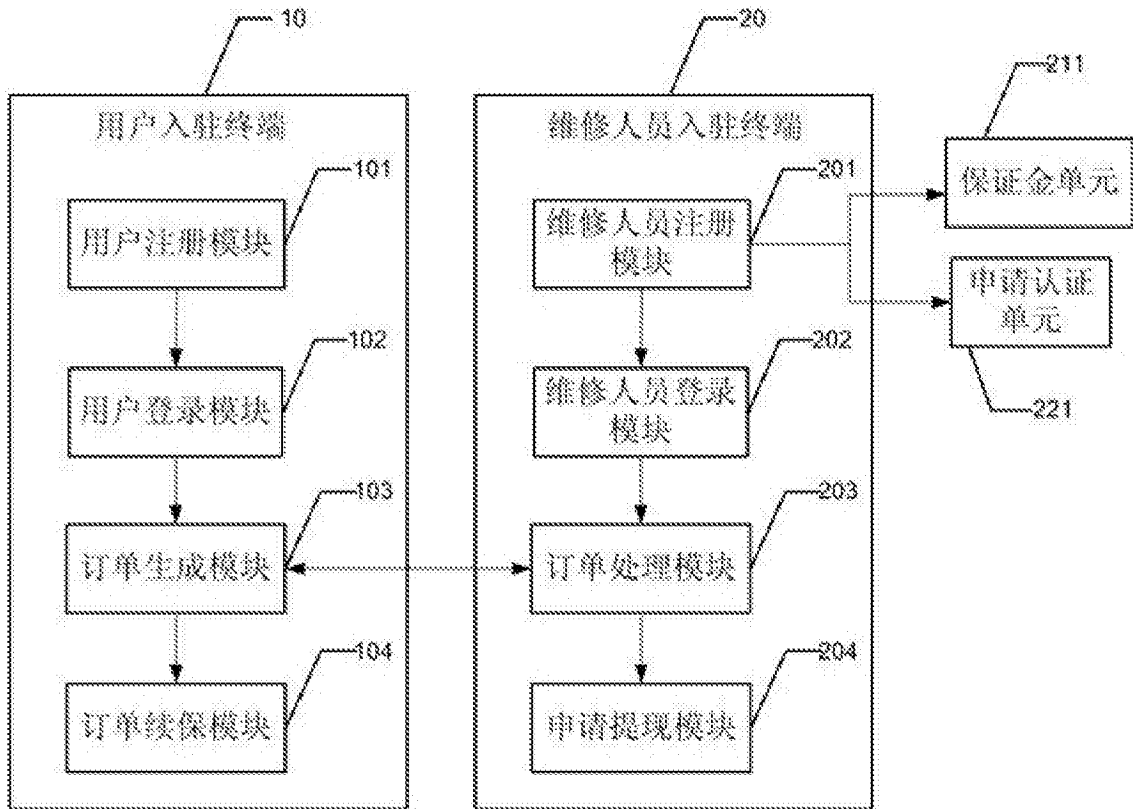 10
20
211
用户入驻终端
维修人员入驻终端
101
201
保证金单元
用户注册模块
维修人员注册
模块
申请认证
单元
102
202
221
用户登录模块
维修人员登录
模块
103
203
订单生成模块
订单处理模块
104
204
订单续保模块
申请提现模块